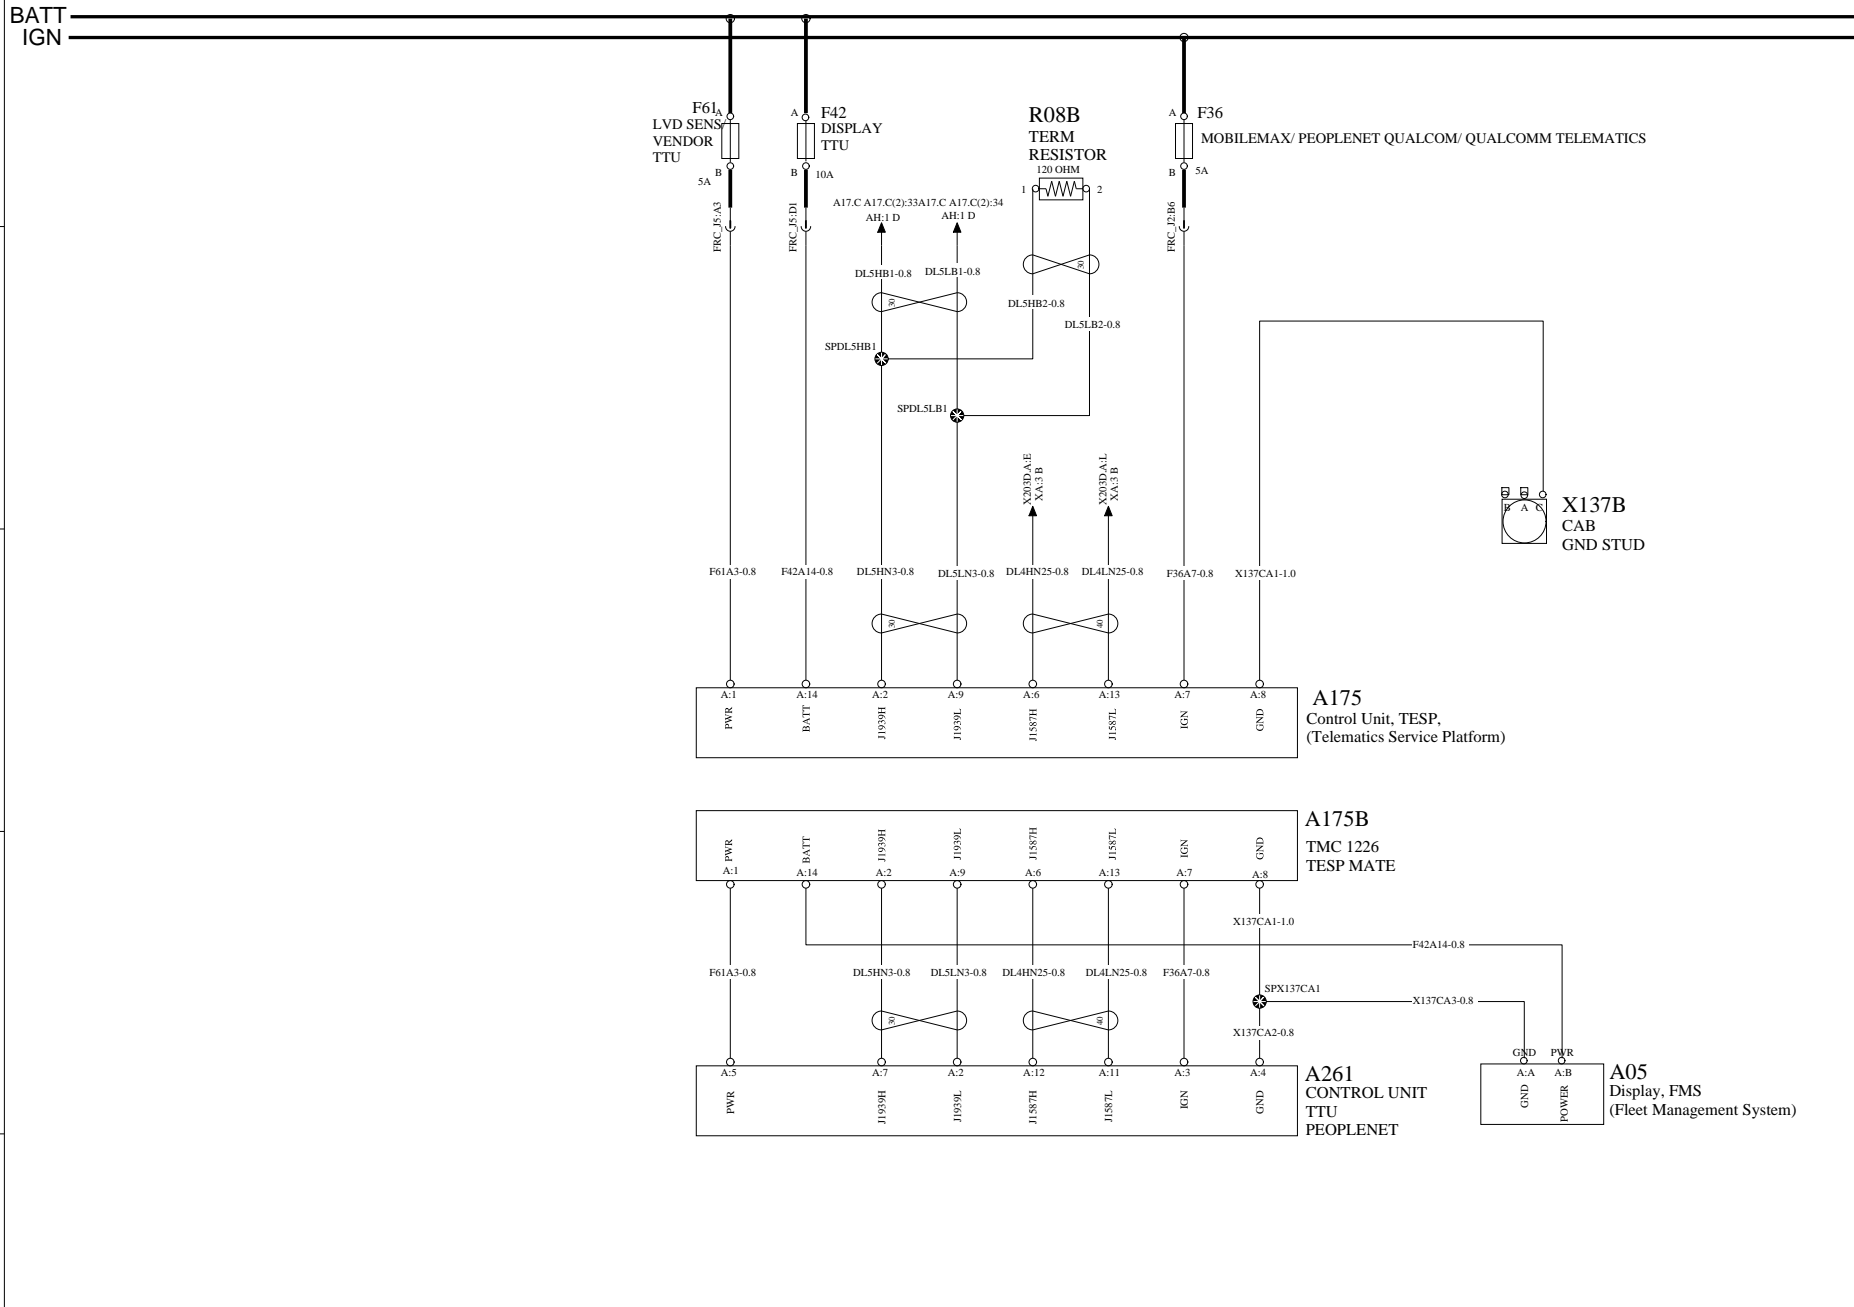 BATT
IGN
F61
A
LVD SENS/
VENDOR
TTU
B
5A
FRC_J5:A3
A
F42
DISPLAY
TTU
B
10A
FRC_J5:D1
R08B
TERM
RESISTOR
120 OHM
1
2
A
F36
MOBILEMAX/ PEOPLENET QUALCOM/ QUALCOMM TELEMATICS
B
5A
FRC_J2:B6
A17.C A17.C(2):33
AH:1 D
A17.C A17.C(2):34
AH:1 D
DL5HB1-0.8
DL5LB1-0.8
30
30
DL5HB2-0.8
DL5LB2-0.8
SPDL5HB1
SPDL5LB1
X203D.A:E
XA:3 B
X203D.A:L
XA:3 B
B A C
X137B
CAB
GND STUD
F61A3-0.8
F42A14-0.8
DL5HN3-0.8
DL5LN3-0.8
DL4HN25-0.8
DL4LN25-0.8
F36A7-0.8
X137CA1-1.0
30
40
A:1
A:14
A:2
A:9
A:6
A:13
A:7
A:8
PWR
BATT
J1939H
J1939L
J1587H
J1587L
IGN
GND
A175
Control Unit, TESP,
(Telematics Service Platform)
PWR
BATT
J1939H
J1939L
J1587H
J1587L
IGN
GND
A:1
A:14
A:2
A:9
A:6
A:13
A:7
A:8
A175B
TMC 1226
TESP MATE
X137CA1-1.0
F42A14-0.8
F61A3-0.8
DL5HN3-0.8
DL5LN3-0.8
DL4HN25-0.8
DL4LN25-0.8
F36A7-0.8
SPX137CA1
X137CA3-0.8
30
40
X137CA2-0.8
A:5
A:7
A:2
A:12
A:11
A:3
A:4
PWR
J1939H
J1939L
J1587H
J1587L
IGN
GND
A261
CONTROL UNIT
TTU
PEOPLENET
GND
PWR
A:A
A:B
GND
POWER
A05
Display, FMS
(Fleet Management System)